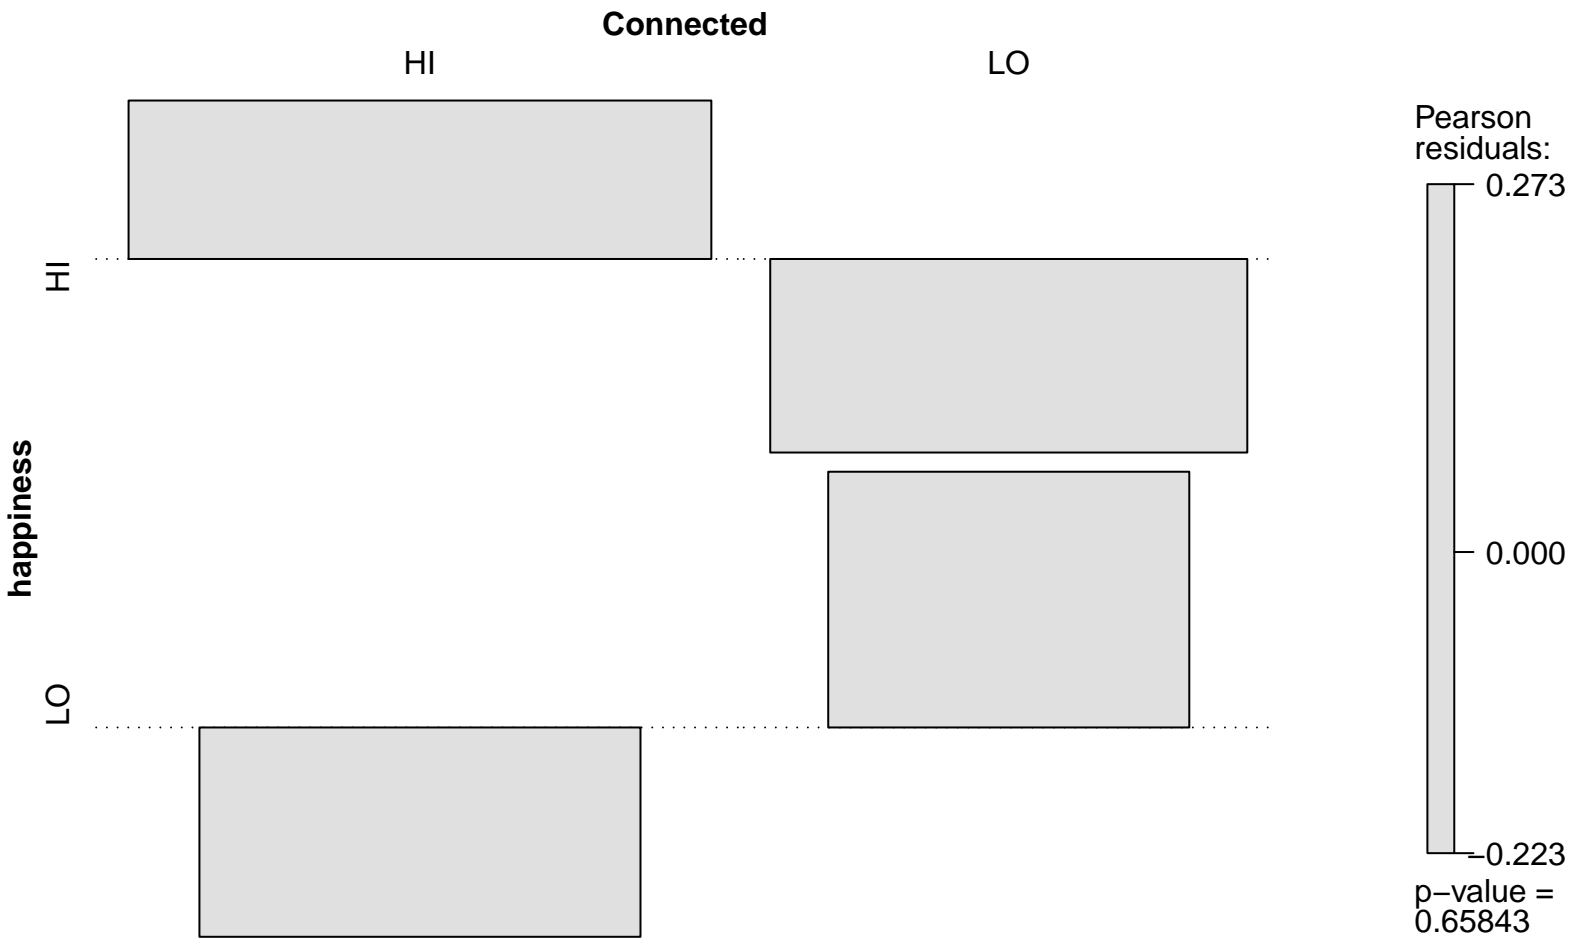 Connected
HI
LO
HI
happiness
LO
Pearson
residuals:
0.273
0.000
−0.223
p−value =
0.65843